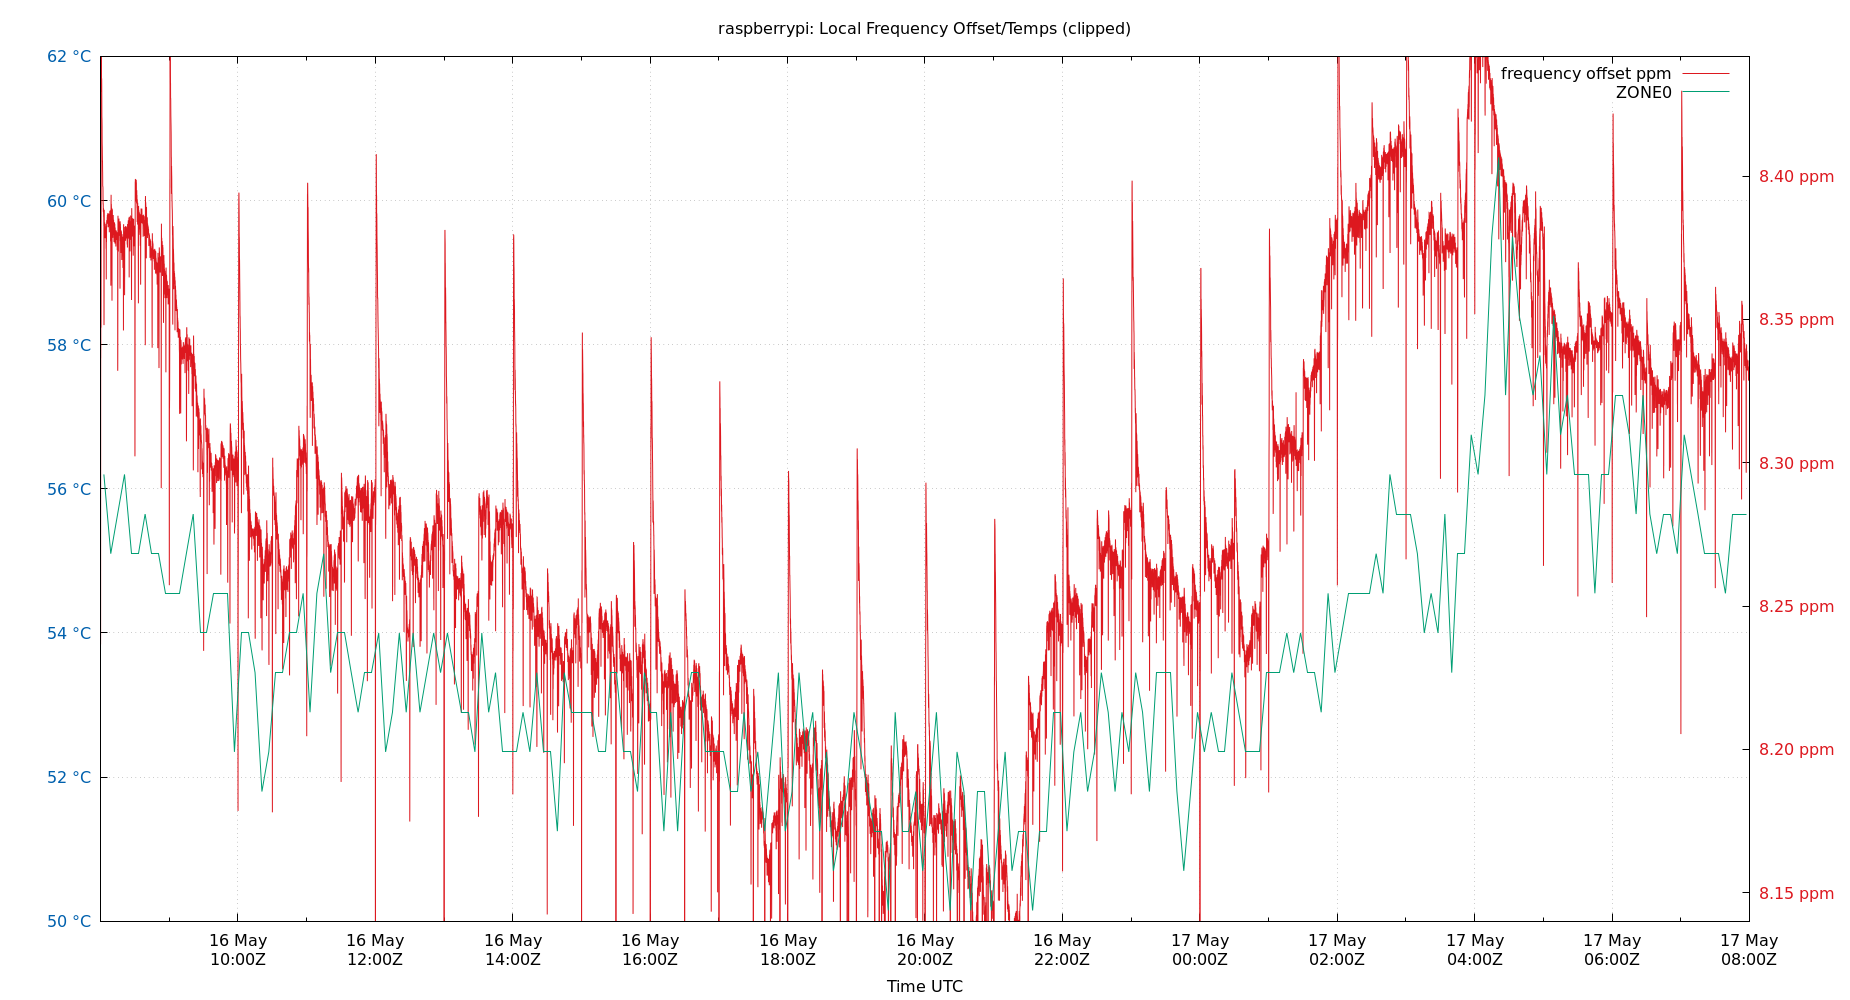 raspberrypi: Local Frequency Offset/Temps (clipped)
frequency offset ppm
ZONE0
62 °C
60 °C
58 °C
56 °C
54 °C
52 °C
50 °C
8.40 ppm
8.35 ppm
8.30 ppm
8.25 ppm
8.20 ppm
8.15 ppm
16 May 16 May 16 May 16 May 16 May 16 May 16 May 17 May 17 May 17 May 17 May 17 May
10:00Z 12:00Z 14:00Z 16:00Z 18:00Z 20:00Z 22:00Z 00:00Z 02:00Z 04:00Z 06:00Z 08:00Z
Time UTC